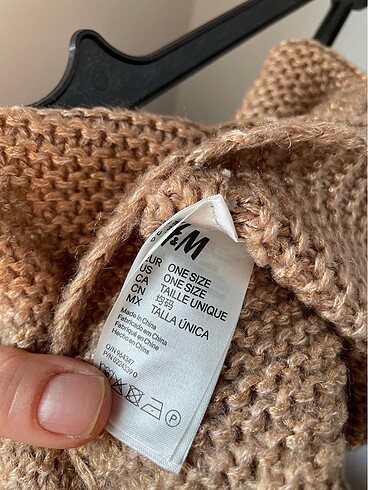 H&M
EUR ONE SIZE
US ONE SIZE
CA TAILLE UNIQUE
CN 均码
MX TALLA ÚNICA
Made in China
Fabricado em China
Fabriqué en Chine
Hecho en China
P